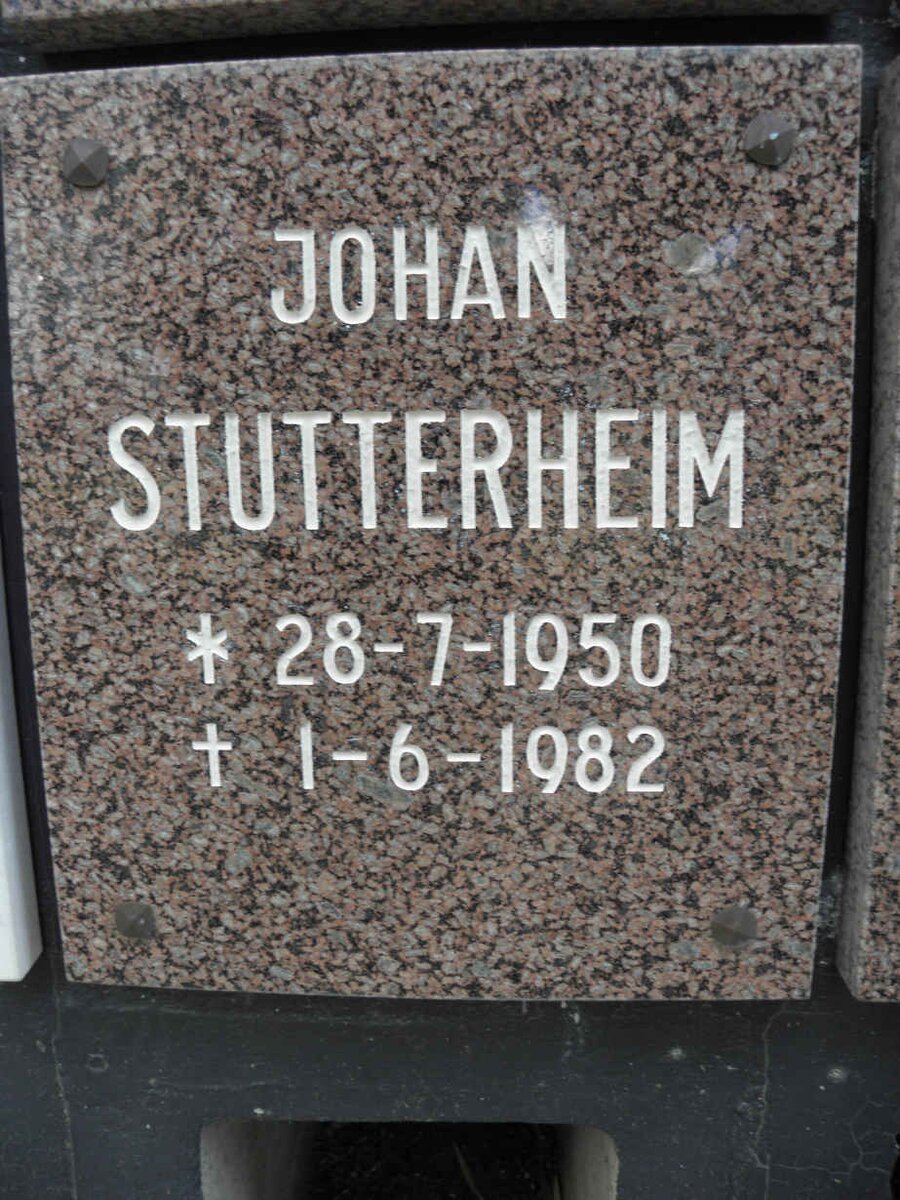 JOHAN
STUTTERHEIM
* 28-7-1950
† 1-6-1982